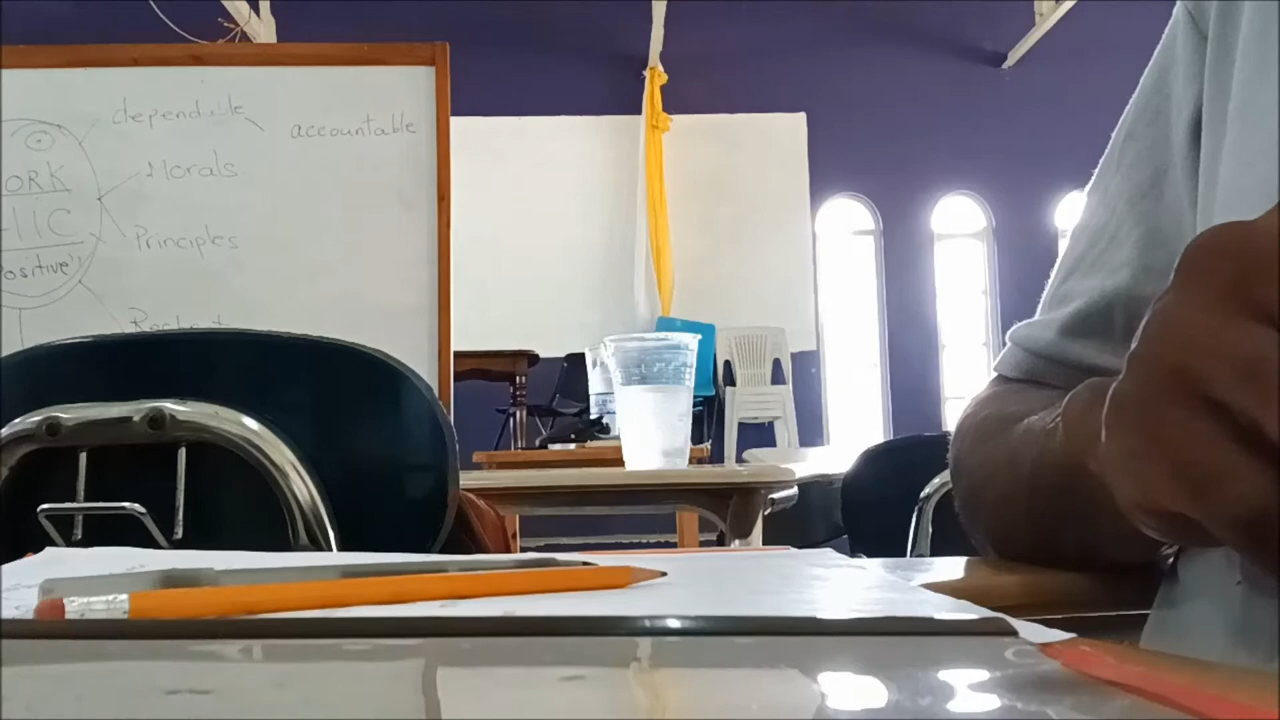 dependable
accountable
ORK
Morals
HIC
Principles
Positive"